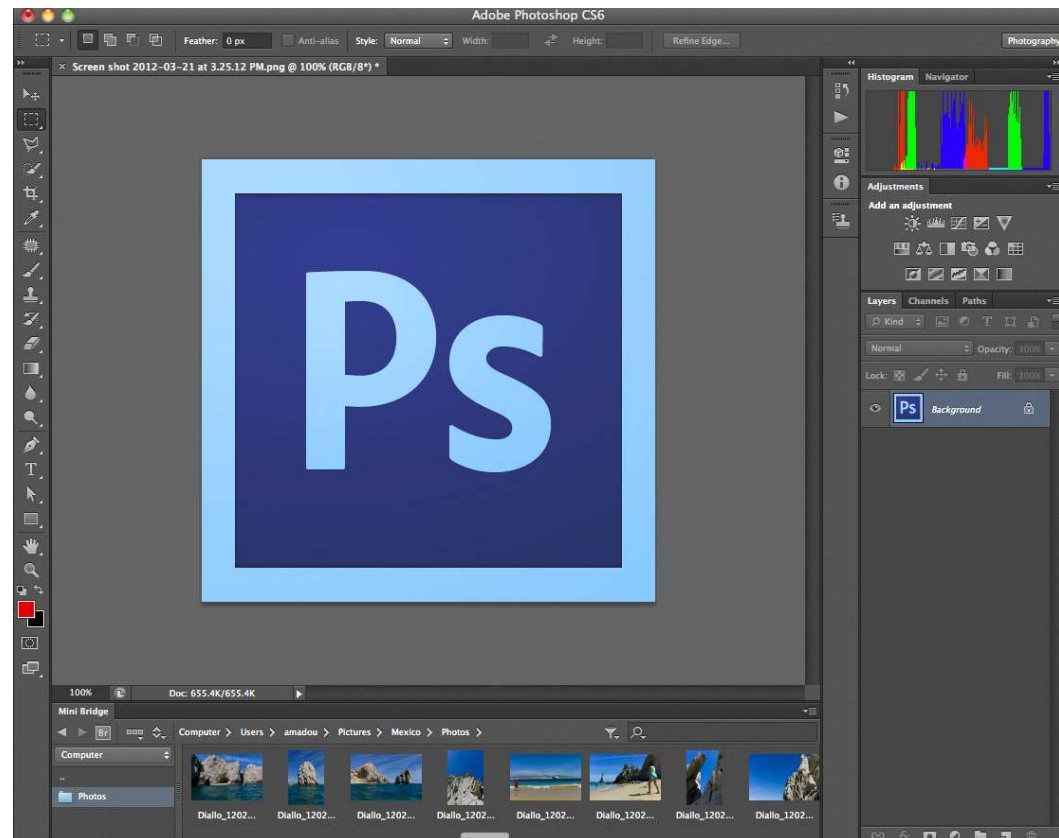 Adobe Photoshop CS6
Feather: 0 px Anti-alias Style: Normal Width: Height: Refine Edge... Photography
× Screen shot 2012-03-21 at 3.25.12 PM.png @ 100% (RGB/8*) *
Histogram Navigator
Adjustments
Add an adjustment
Layers Channels Paths
Kind
Normal Opacity: 100%
Lock: Fill: 100%
Ps Background
Ps
100% Doc: 655.4K/655.4K
Mini Bridge
Br Computer > Users > amadou > Pictures > Mexico > Photos >
Computer
..
Photos
Diallo_1202... Diallo_1202... Diallo_1202... Diallo_1202... Diallo_1202... Diallo_1202... Diallo_1202... Diallo_1202...